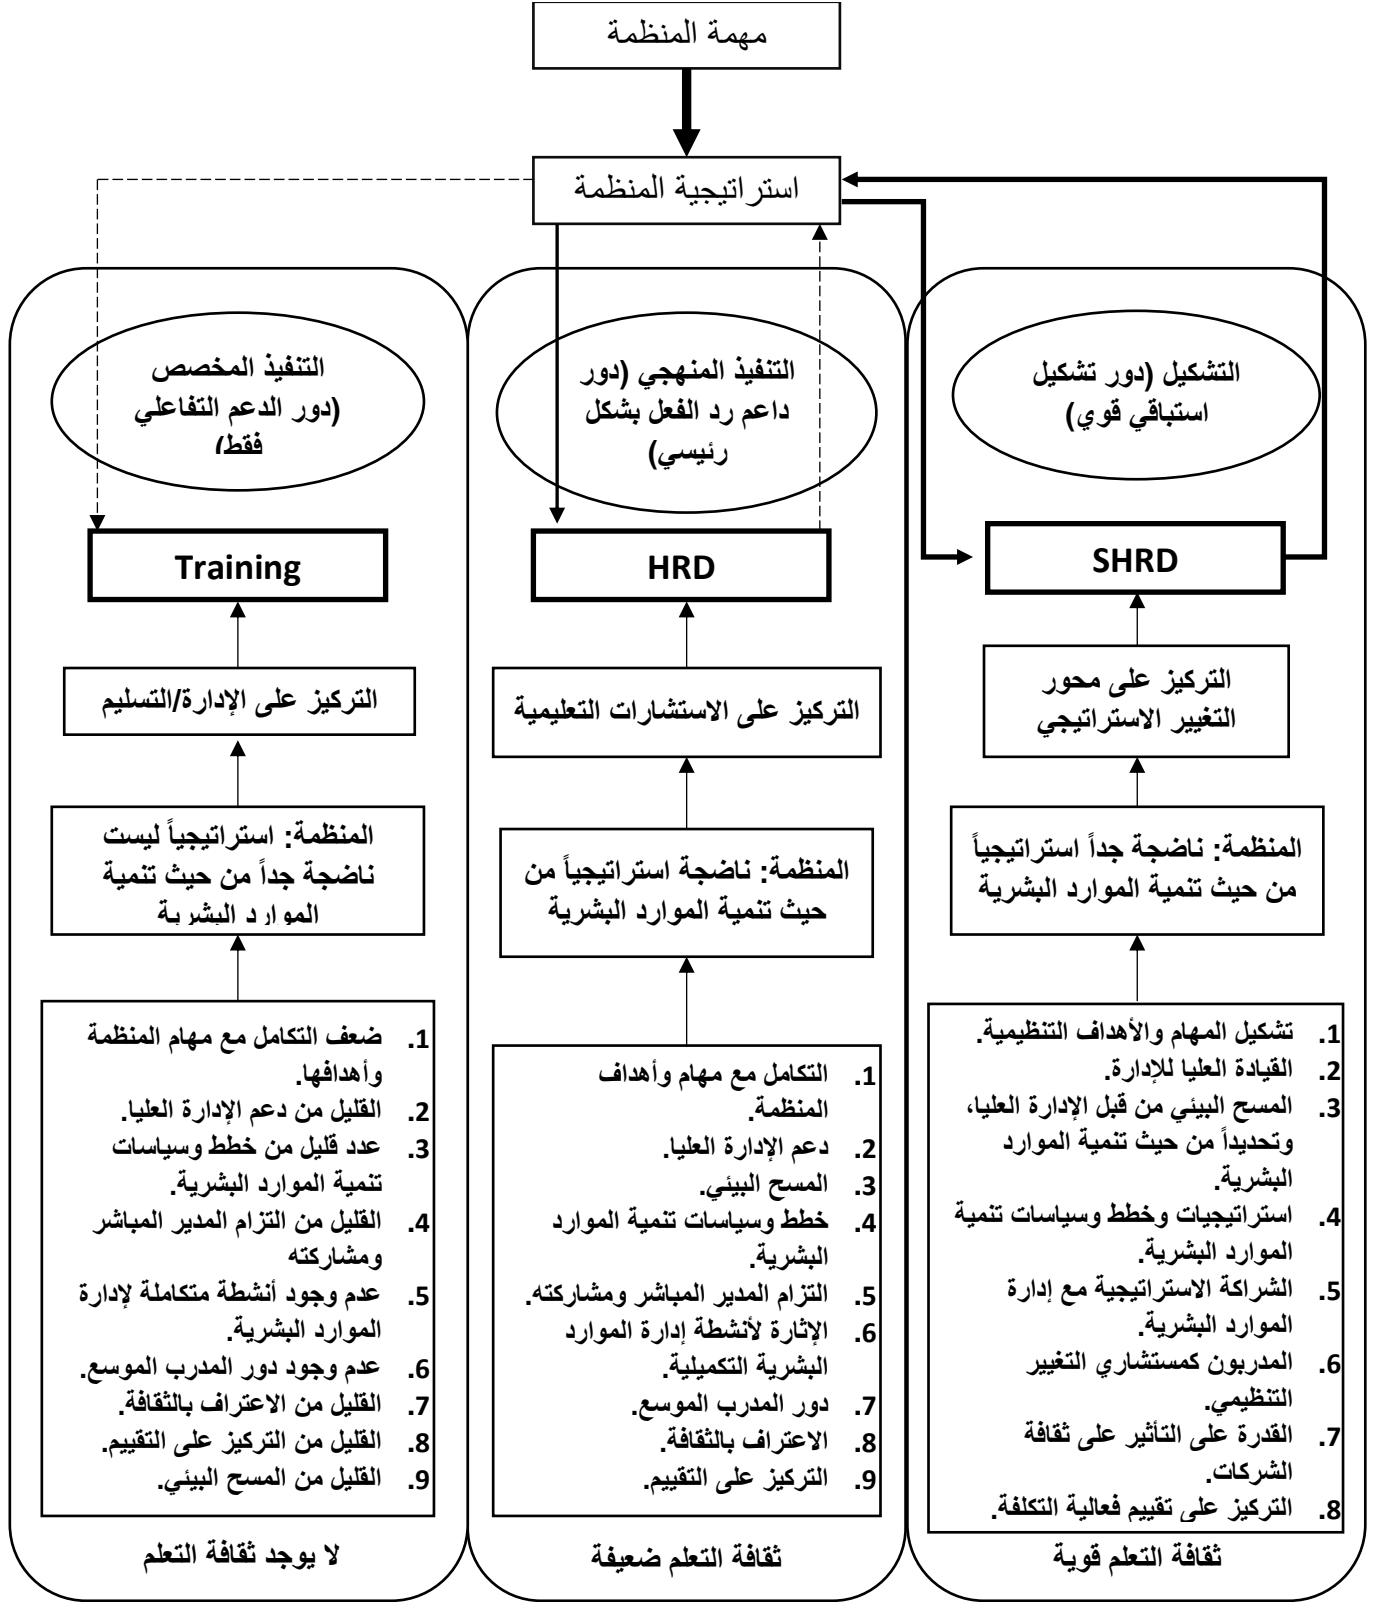 مهمة المنظمة
استراتيجية المنظمة
التنفيذ المخصص
(دور الدعم التفاعلي
فقط)
Training
التركيز على الإدارة/التسليم
المنظمة: استراتيجياً ليست
ناضجة جداً من حيث تنمية
الموارد البشرية
1. ضعف التكامل مع مهام المنظمة
وأهدافها.
2. القليل من دعم الإدارة العليا.
3. عدد قليل من خطط وسياسات
تنمية الموارد البشرية.
4. القليل من التزام المدير المباشر
ومشاركته
5. عدم وجود أنشطة متكاملة لإدارة
الموارد البشرية.
6. عدم وجود دور المدرب الموسع.
7. القليل من الاعتراف بالثقافة.
8. القليل من التركيز على التقييم.
9. القليل من المسح البيئي.
لا يوجد ثقافة التعلم
التنفيذ المنهجي (دور
داعم رد الفعل بشكل
رئيسي)
HRD
التركيز على الاستشارات التعليمية
المنظمة: ناضجة استراتيجياً من
حيث تنمية الموارد البشرية
1. التكامل مع مهام وأهداف
المنظمة.
2. دعم الإدارة العليا.
3. المسح البيئي.
4. خطط وسياسات تنمية الموارد
البشرية.
5. التزام المدير المباشر ومشاركته.
6. الإثارة لأنشطة إدارة الموارد
البشرية التكميلية.
7. دور المدرب الموسع.
8. الاعتراف بالثقافة.
9. التركيز على التقييم.
ثقافة التعلم ضعيفة
التشكيل (دور تشكيل
استباقي قوي)
SHRD
التركيز على محور
التغيير الاستراتيجي
المنظمة: ناضجة جداً استراتيجياً
من حيث تنمية الموارد البشرية
1. تشكيل المهام والأهداف التنظيمية.
2. القيادة العليا للإدارة.
3. المسح البيئي من قبل الإدارة العليا،
وتحديداً من حيث تنمية الموارد
البشرية.
4. استراتيجيات وخطط وسياسات تنمية
الموارد البشرية.
5. الشراكة الاستراتيجية مع إدارة
الموارد البشرية.
6. المدربون كمستشاري التغيير
التنظيمي.
7. القدرة على التأثير على ثقافة
الشركات.
8. التركيز على تقييم فعالية التكلفة.
ثقافة التعلم قوية